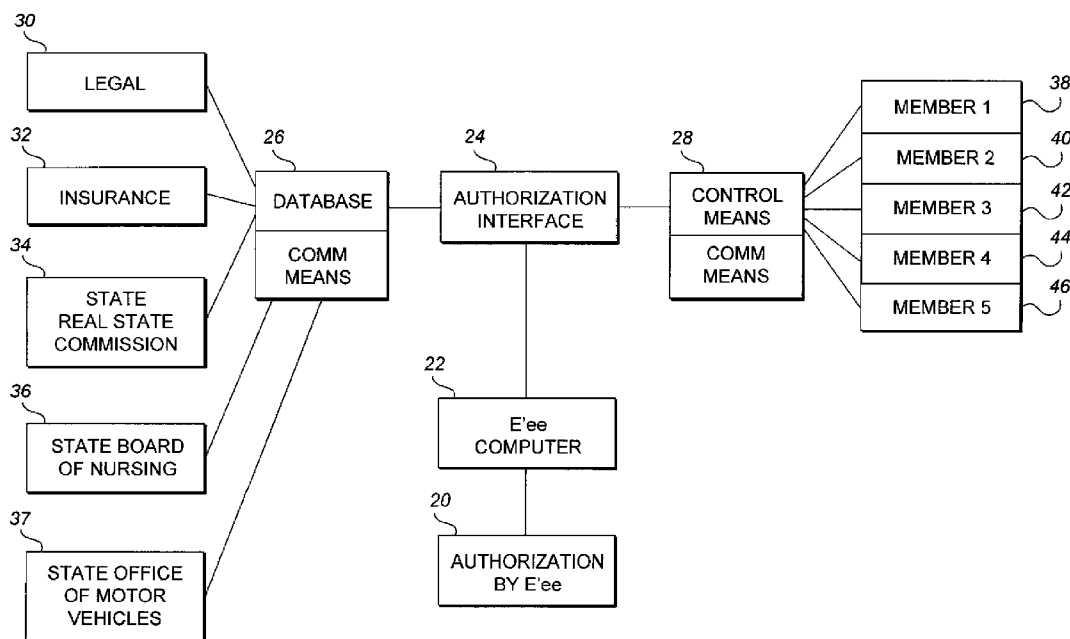 30
LEGAL
32
INSURANCE
34
STATE
REAL STATE
COMMISSION
36
STATE BOARD
OF NURSING
37
STATE OFFICE
OF MOTOR
VEHICLES
26
DATABASE
COMM
MEANS
24
AUTHORIZATION
INTERFACE
22
E'ee
COMPUTER
20
AUTHORIZATION
BY E'ee
28
CONTROL
MEANS
COMM
MEANS
MEMBER 1
38
MEMBER 2
40
MEMBER 3
42
MEMBER 4
44
MEMBER 5
46